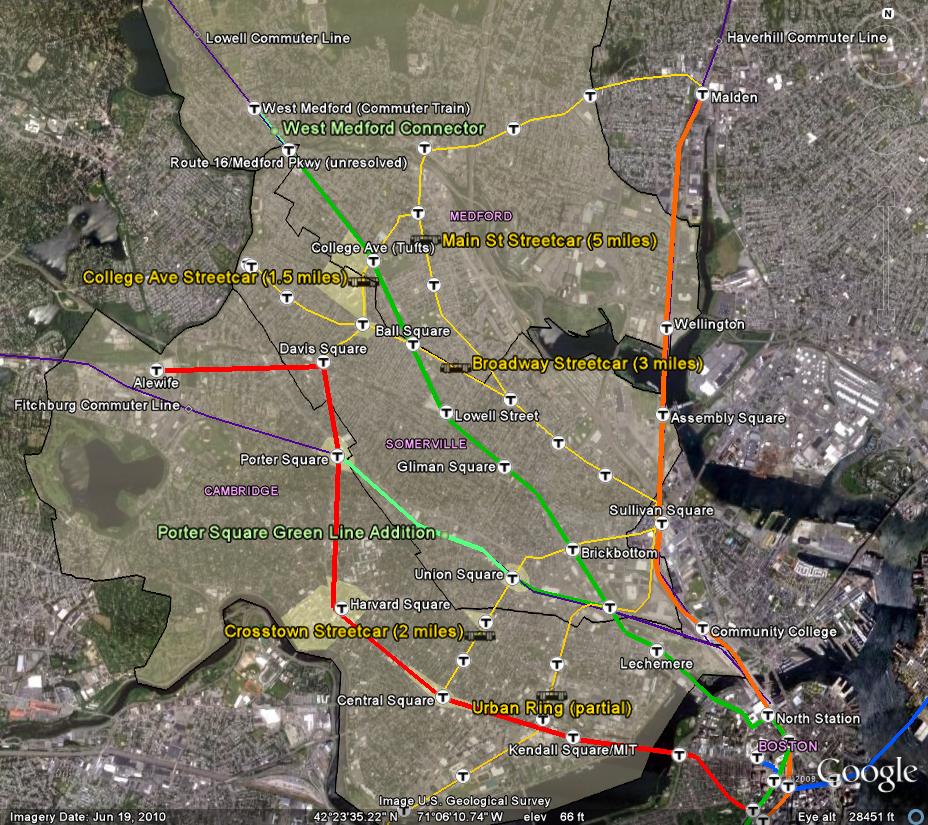 N
Lowell Commuter Line
Haverhill Commuter Line
Malden
West Medford (Commuter Train)
West Medford Connector
Route 16/Medford Pkwy (unresolved)
MEDFORD
Main St Streetcar (5 miles)
College Ave (Tufts)
College Ave Streetcar (1.5 miles)
Wellington
Ball Square
Davis Square
Broadway Streetcar (3 miles)
Alewife
Fitchburg Commuter Line
Lowell Street
Assembly Square
SOMERVILLE
Porter Square
Gilman Square
CAMBRIDGE
Sullivan Square
Porter Square Green Line Addition
Brickbottom
Union Square
Harvard Square
Crosstown Streetcar (2 miles)
Community College
Lechemere
Central Square
Urban Ring (partial)
North Station
Kendall Square/MIT
BOSTON
©2009 Google
Image U.S. Geological Survey
Imagery Date: Jun 19, 2010
42°23'35.22" N 71°06'10.74" W elev 66 ft
Eye alt 28451 ft